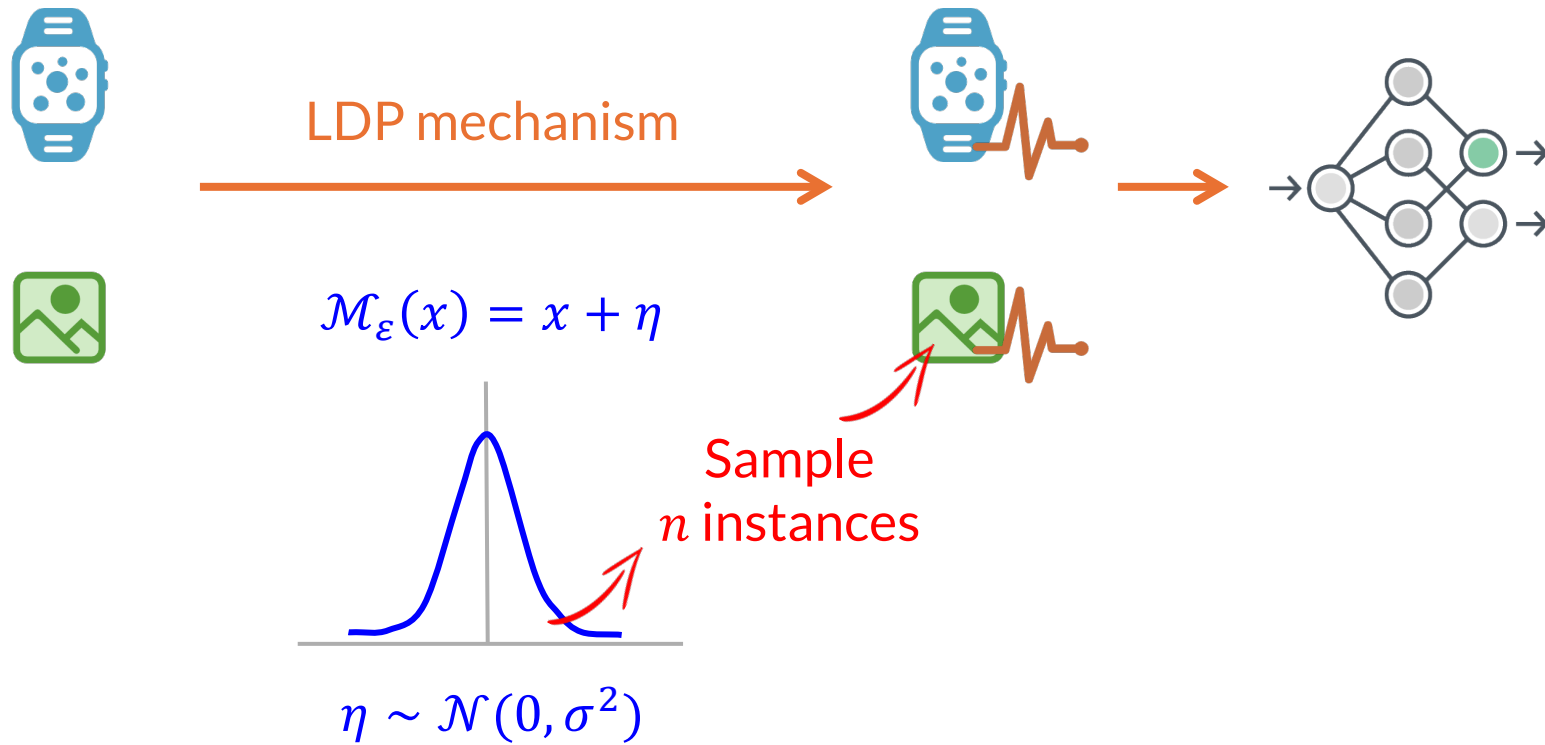 LDP mechanism
ℳ_ε(x) = x + η
Sample
n instances
η ~ 𝒩(0, σ²)